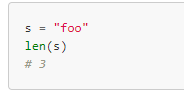 s = "foo"
len(s)
# 3